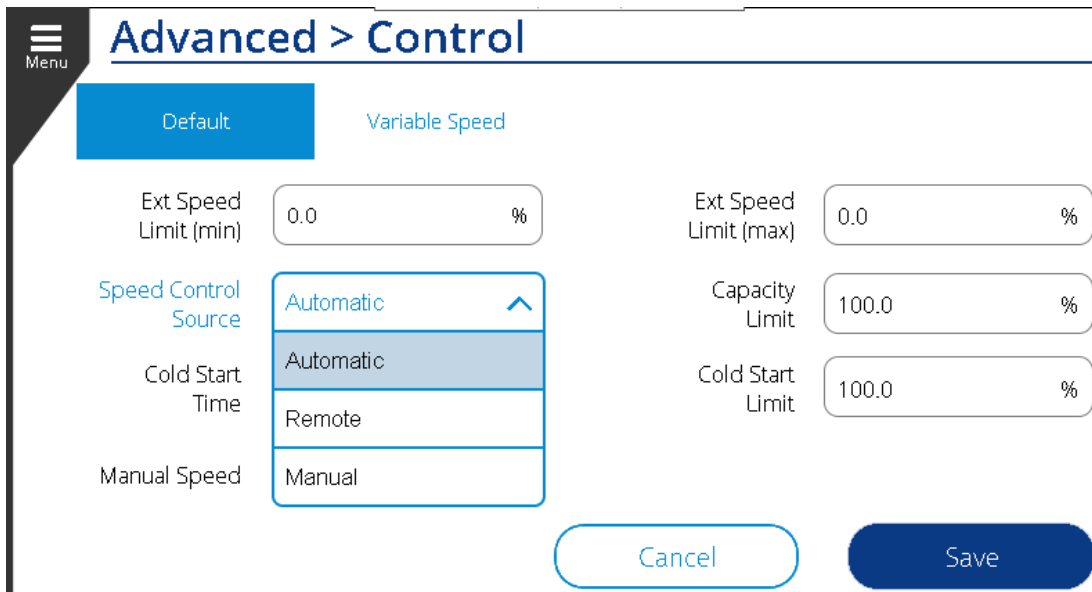 Menu
Advanced > Control
Default
Variable Speed
Ext Speed
Limit (min)
0.0 %
Ext Speed
Limit (max)
0.0 %
Speed Control
Source
Automatic
Capacity
Limit
100.0 %
Automatic
Remote
Manual
Cold Start
Time
Cold Start
Limit
100.0 %
Manual Speed
Cancel
Save